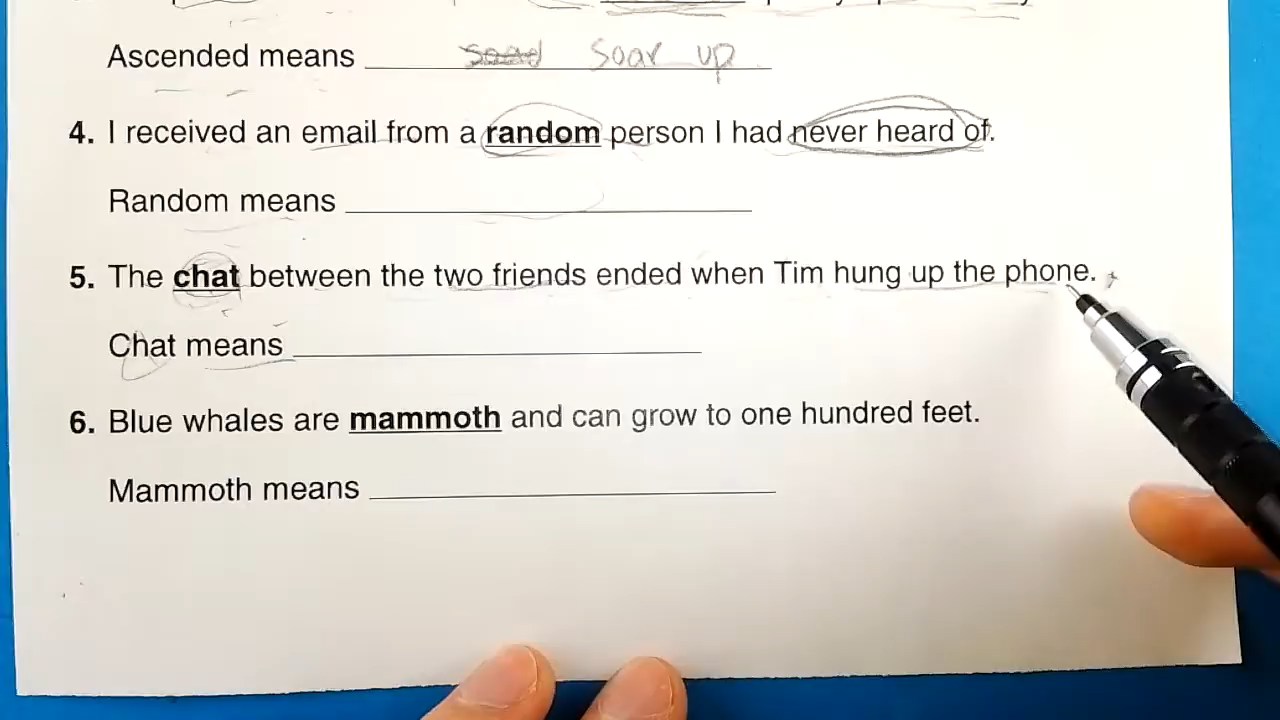 Ascended means soar up
4. I received an email from a random person I had never heard of.
Random means
5. The chat between the two friends ended when Tim hung up the phone.
Chat means
6. Blue whales are mammoth and can grow to one hundred feet.
Mammoth means